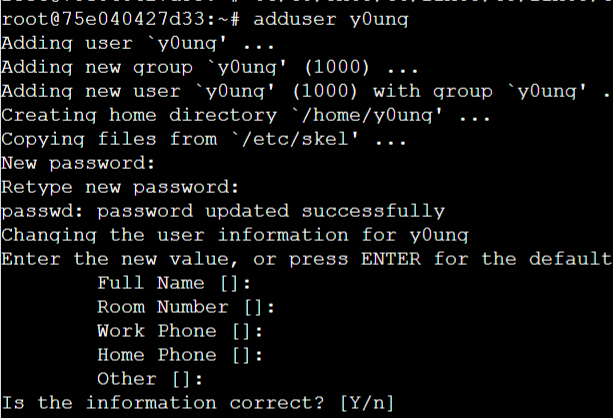 root@75e040427d33:~# adduser y0ung
Adding user `y0ung' ...
Adding new group `y0ung' (1000) ...
Adding new user `y0ung' (1000) with group `y0ung' .
Creating home directory `/home/y0ung' ...
Copying files from `/etc/skel' ...
New password:
Retype new password:
passwd: password updated successfully
Changing the user information for y0ung
Enter the new value, or press ENTER for the default
Full Name []:
Room Number []:
Work Phone []:
Home Phone []:
Other []:
Is the information correct? [Y/n]